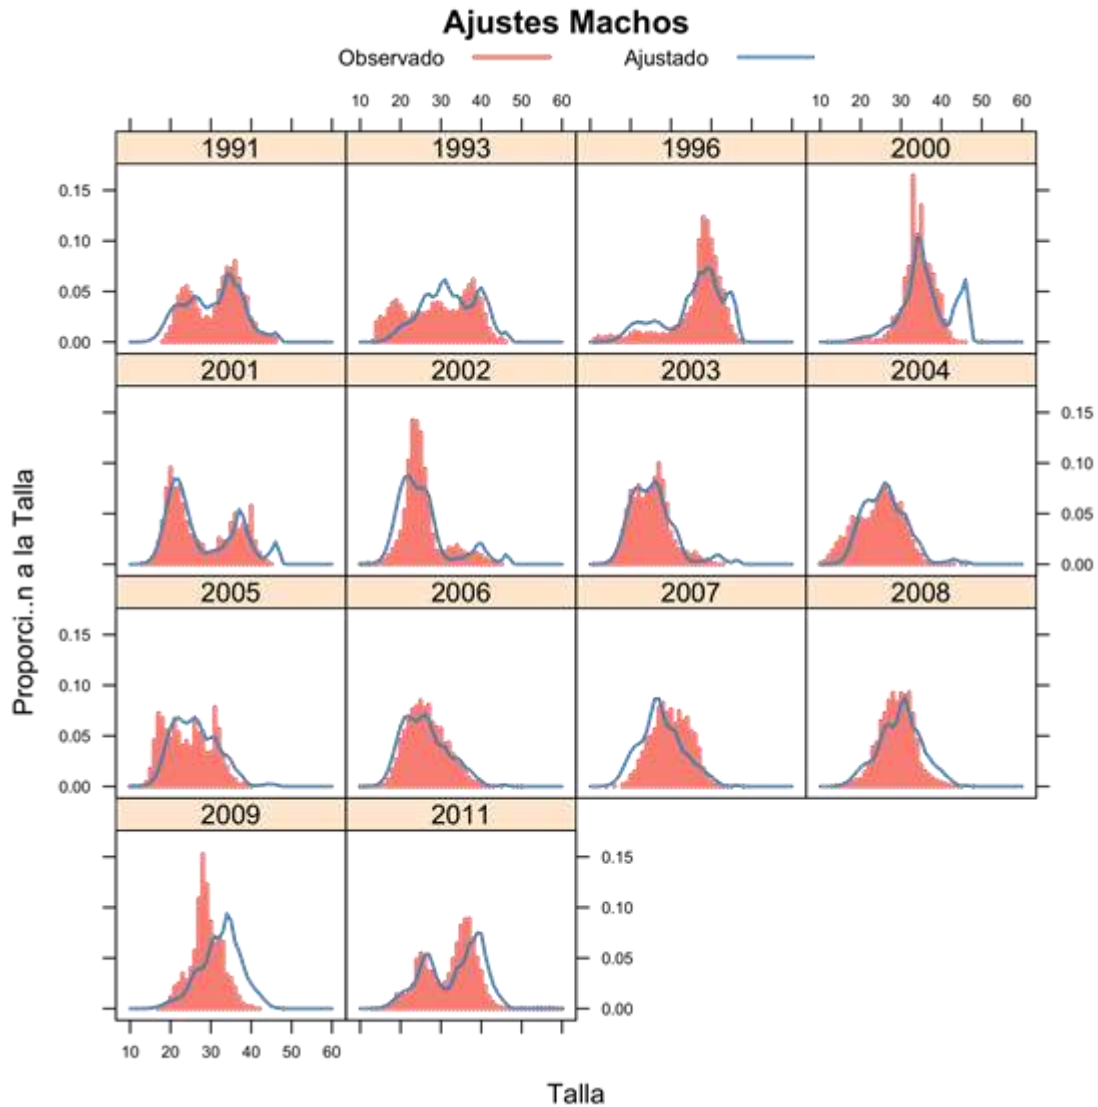 Ajustes Machos
Observado Ajustado
10 20 30 40 50 60 10 20 30 40 50 60
1991 1993 1996 2000
0.15
0.10
0.05
0.00
2001 2002 2003 2004
0.15
0.10
0.05
0.00
2005 2006 2007 2008
0.15
0.10
0.05
0.00
2009 2011
0.15
0.10
0.05
0.00
10 20 30 40 50 60
Proporci..n a la Talla
Talla